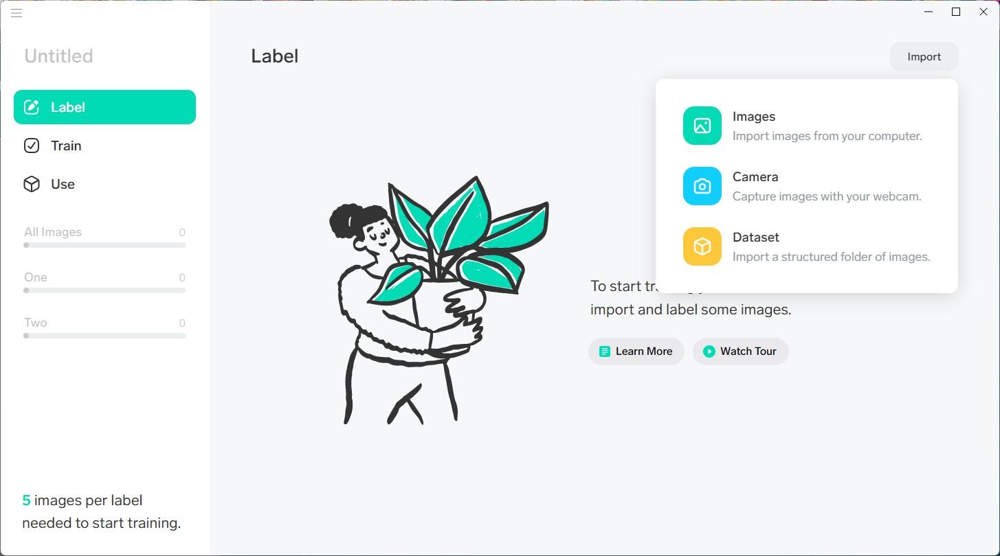 Untitled
Label
Train
Use
All Images 0
One 0
Two 0
5 images per label
needed to start training.
Label
Import
Images
Import images from your computer.
Camera
Capture images with your webcam.
Dataset
Import a structured folder of images.
To start
import and label some images.
Learn More
Watch Tour